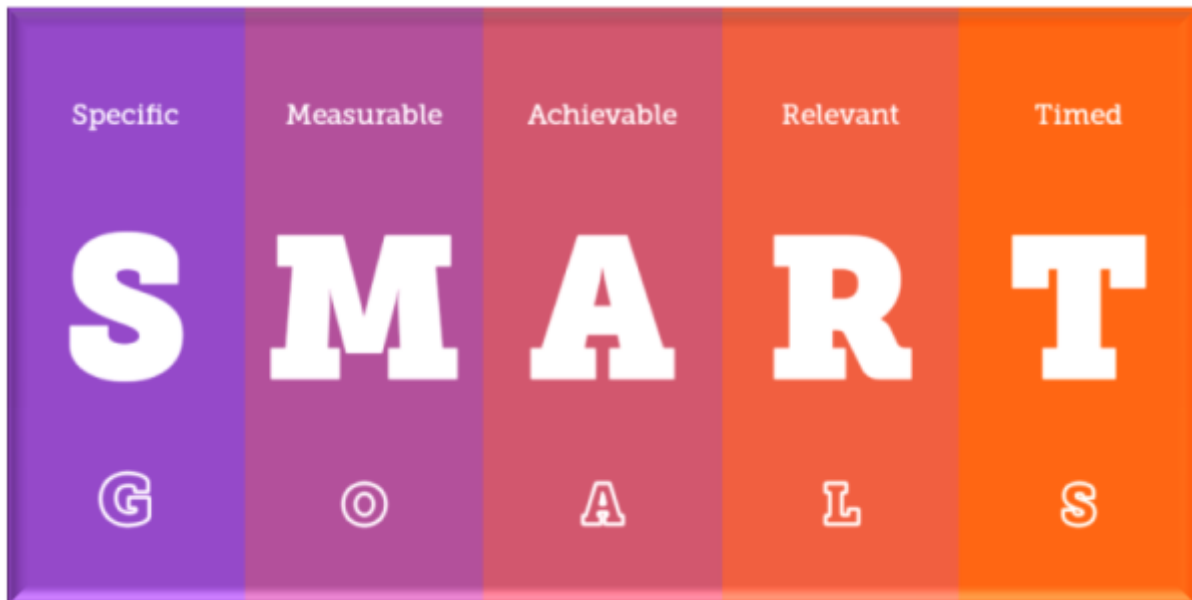 Specific Measurable Achievable Relevant Timed
S M A R T
G O A L S